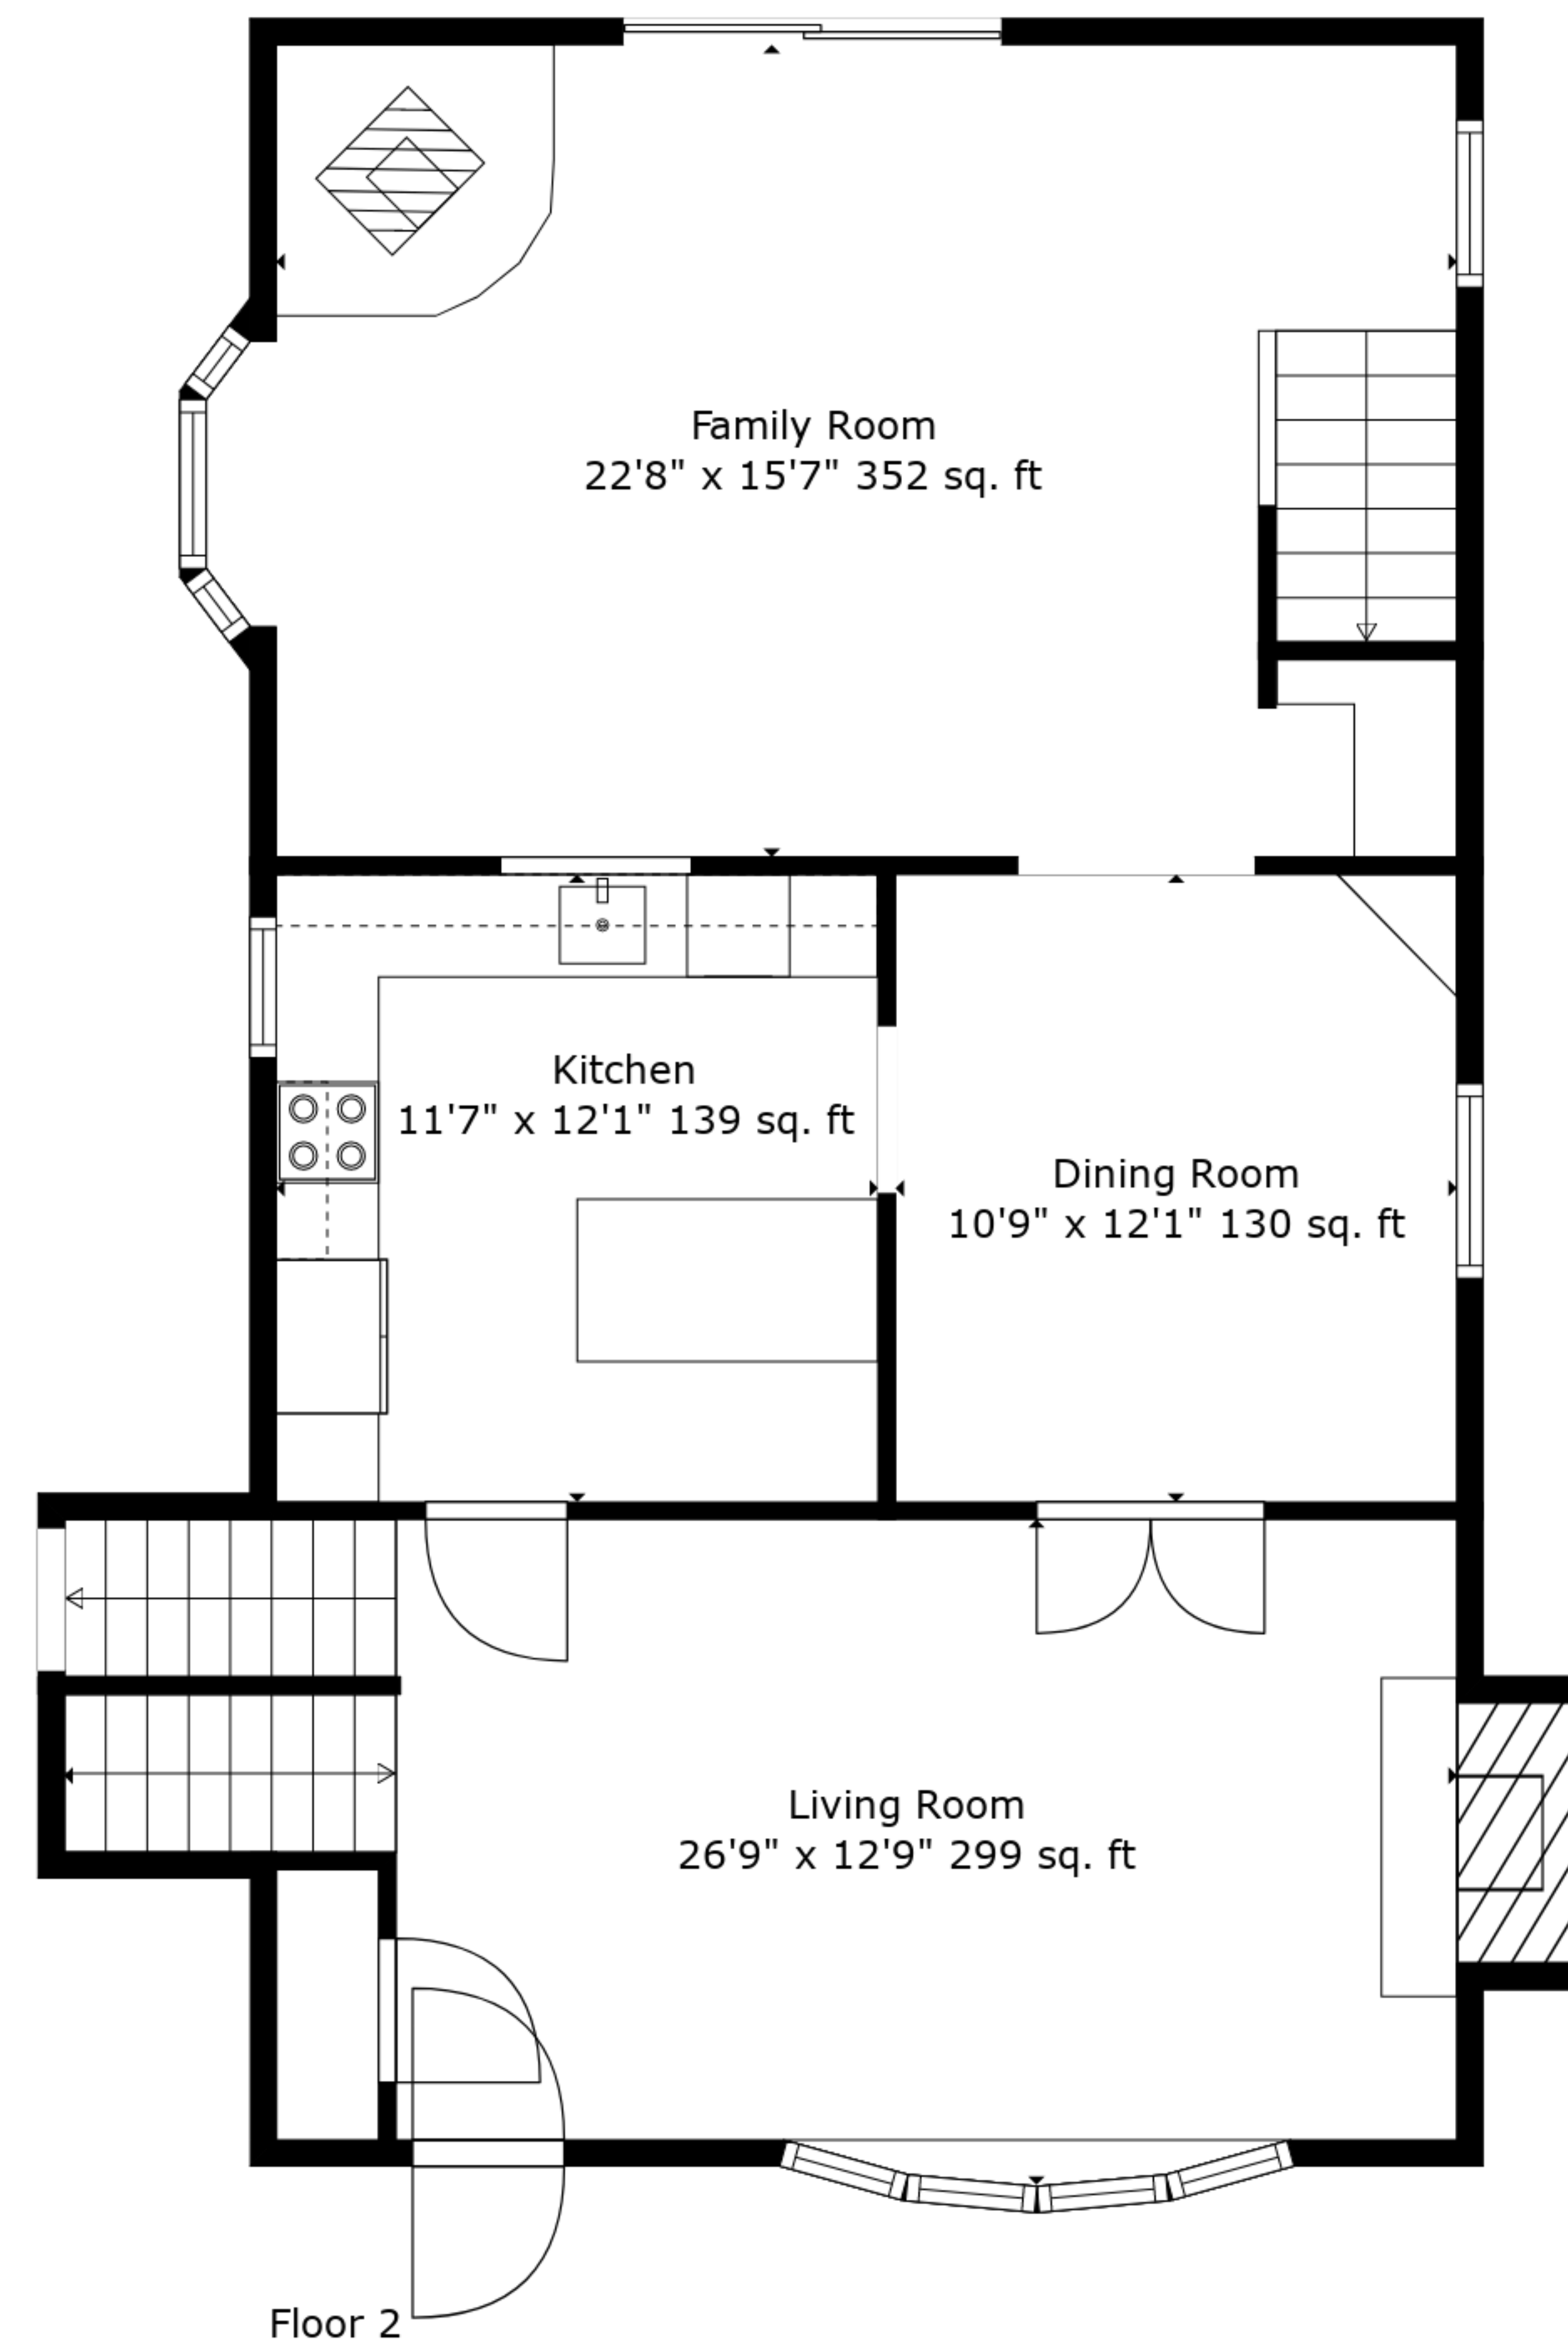 Family Room
22'8" x 15'7" 352 sq. ft
Kitchen
11'7" x 12'1" 139 sq. ft
Dining Room
10'9" x 12'1" 130 sq. ft
Living Room
26'9" x 12'9" 299 sq. ft
Floor 2